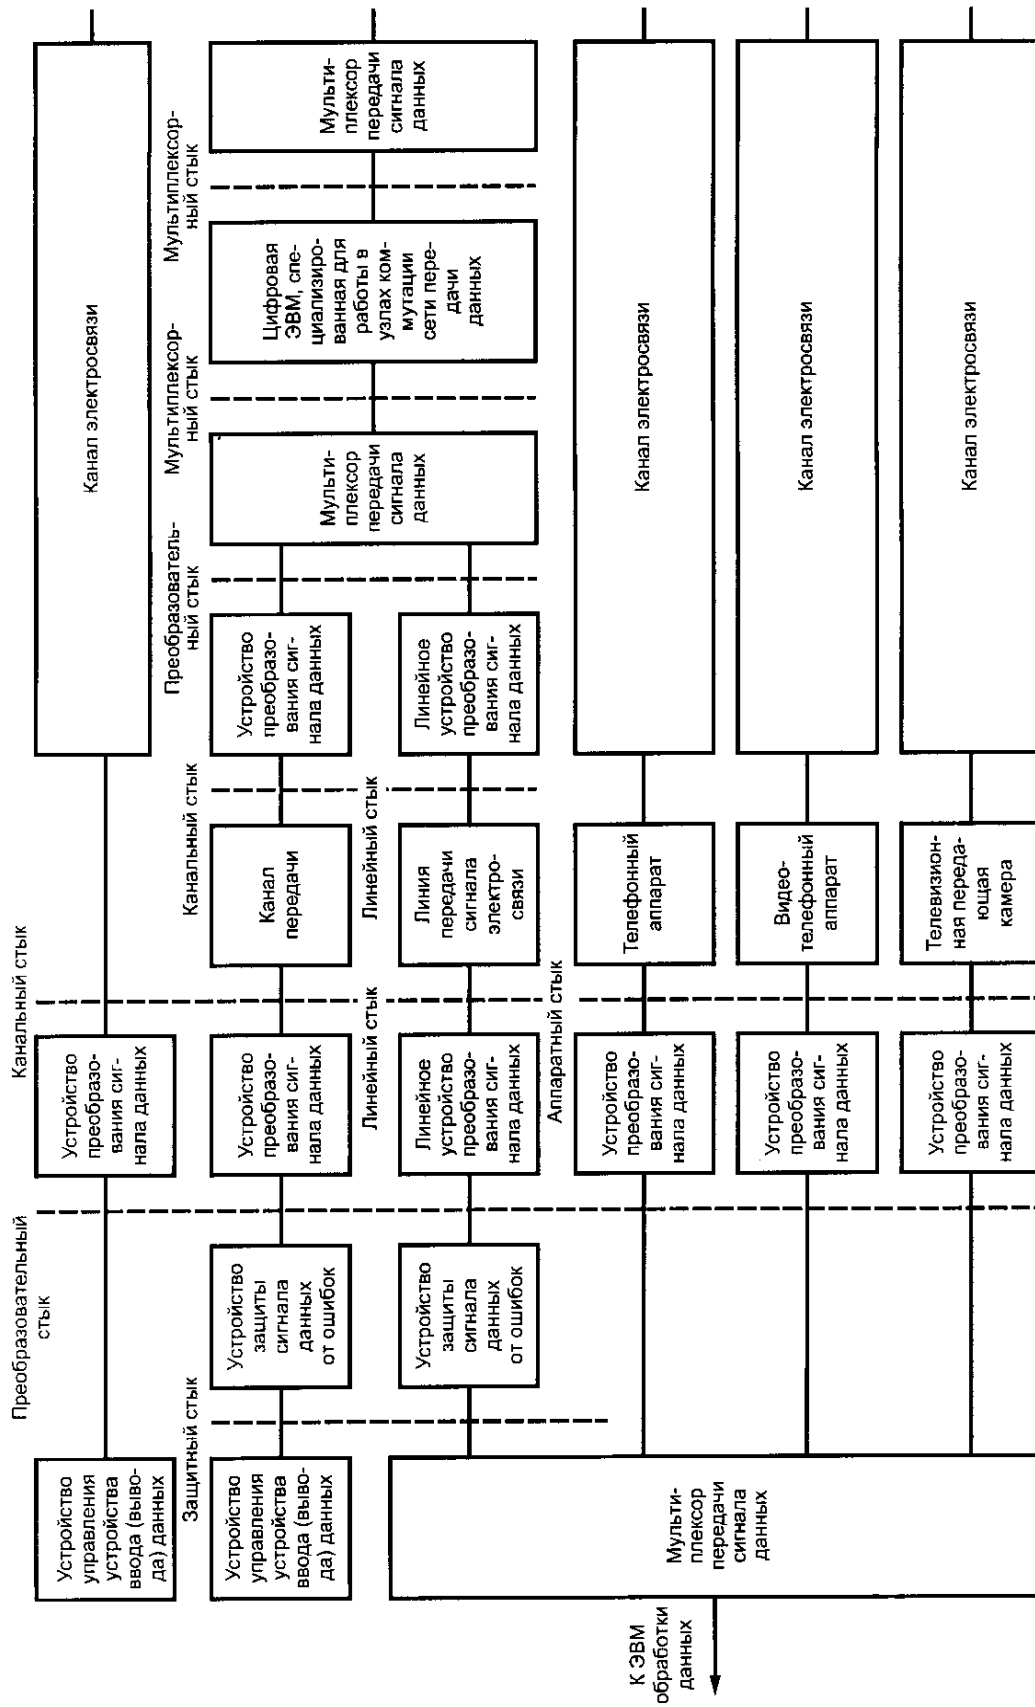 Преобразовательный
стык
Канальный стык
Устройство
управления
устройства
ввода (выво-
да) данных
Устройство
преобразо-
вания сиг-
нала данных
Канал электросвязи
Защитный стык
Канальный стык
Преобразователь-
ный стык
Мультиплексор-
ный стык
Мультиплексор-
ный стык
Устройство
управления
устройства
ввода (выво-
да) данных
Устройство
защиты
сигнала
данных
от ошибок
Устройство
преобразо-
вания сиг-
нала данных
Канал
передачи
Устройство
преобразо-
вания сиг-
нала данных
Мульти-
плексор
передачи
сигнала
данных
Цифровая
ЭВМ, спе-
циализиро-
ванная для
работы в
узлах ком-
мутации
сети пере-
дачи
данных
Мульти-
плексор
передачи
сигнала
данных
Линейный стык
Линейный стык
Устройство
защиты
сигнала
данных
от ошибок
Линейное
устройство
преобразо-
вания сиг-
нала данных
Линия
передачи
сигнала
электро-
связи
Линейное
устройство
преобразо-
вания сиг-
нала данных
Аппаратный стык
К ЭВМ
обработки
данных
Мульти-
плексор
передачи
сигнала
данных
Устройство
преобразо-
вания сиг-
нала данных
Телефонный
аппарат
Канал электросвязи
Устройство
преобразо-
вания сиг-
нала данных
Видео-
телефонный
аппарат
Канал электросвязи
Устройство
преобразо-
вания сиг-
нала данных
Телевизион-
ная переда-
ющая
камера
Канал электросвязи